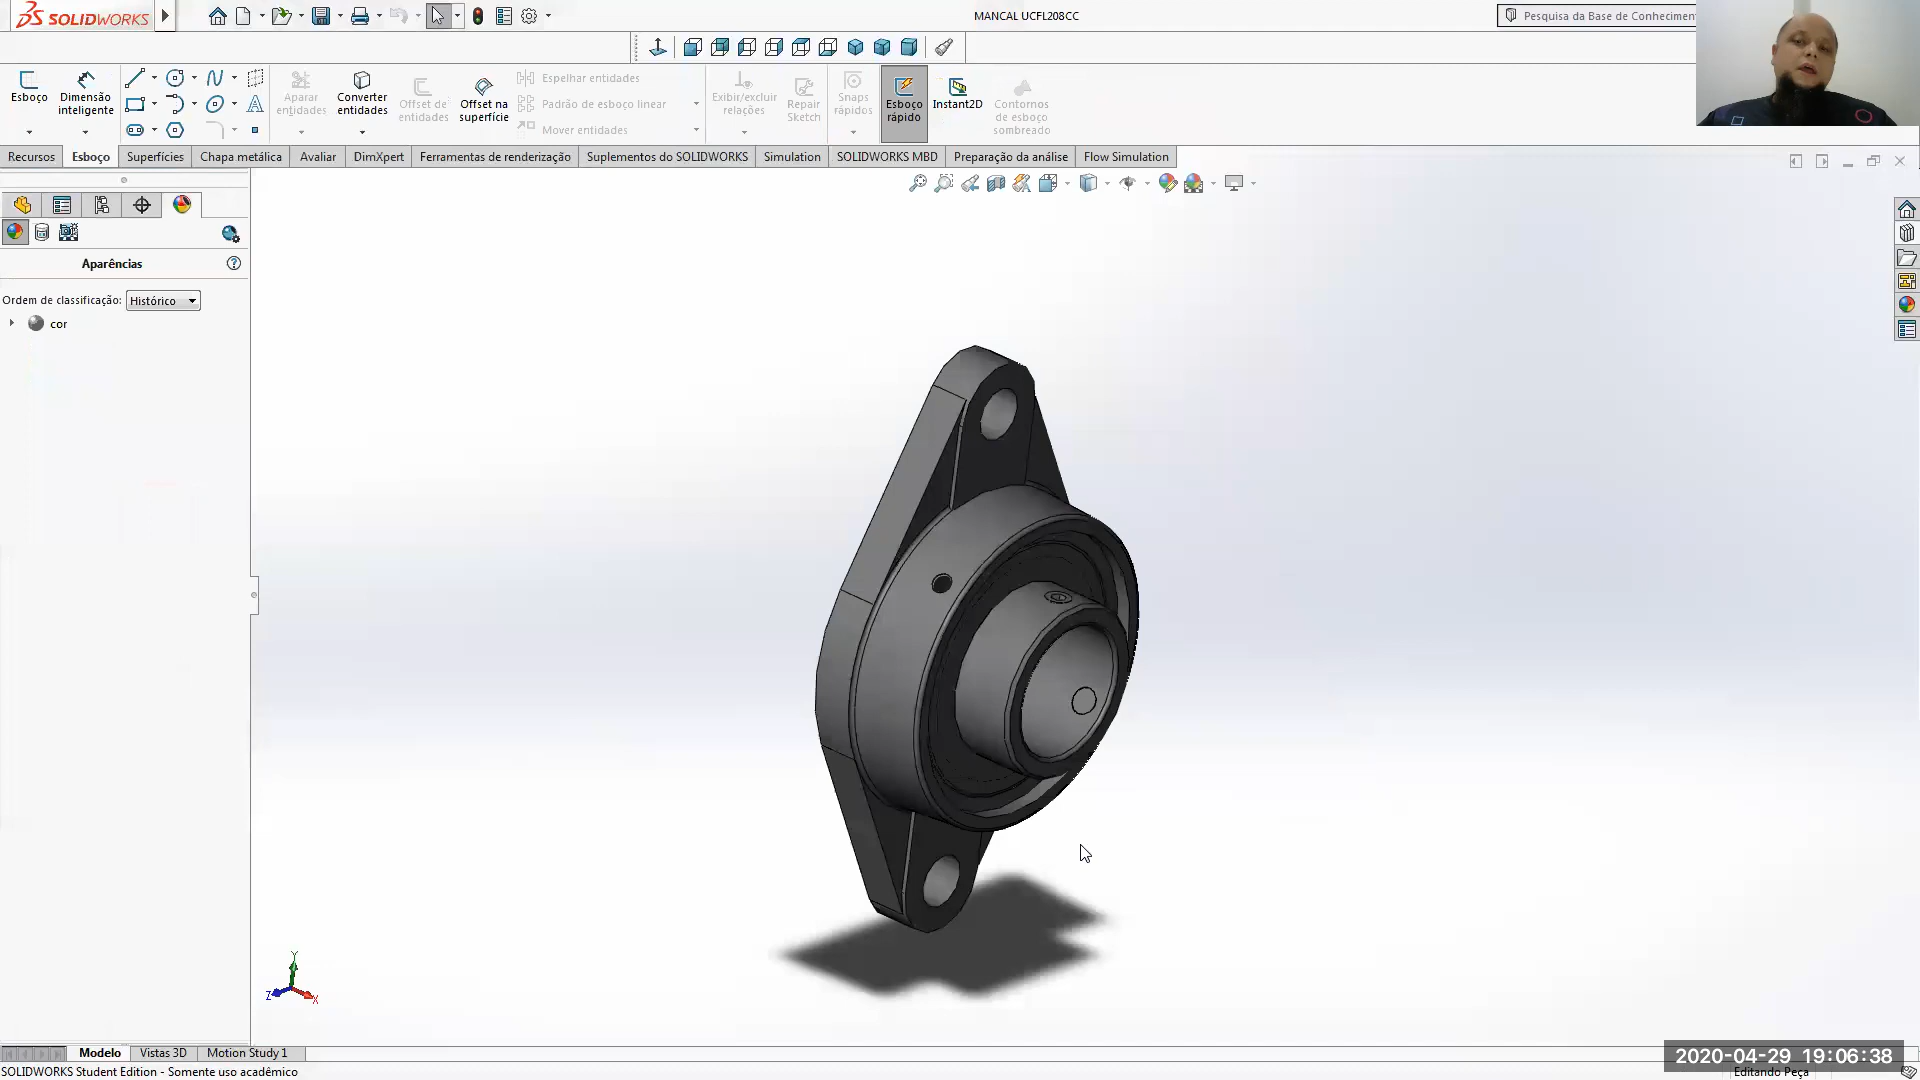 SOLIDWORKS
MANCAL UCFL208CC
Pesquisa da Base de Conheciment
Esboço
Dimensão inteligente
Aparar entidades
Converter entidades
Offset de entidades
Offset na superfície
Espelhar entidades
Padrão de esboço linear
Mover entidades
Exibir/excluir relações
Repair Sketch
Snaps rápidos
Esboço rápido
Instant2D
Contornos de esboço sombreado
Recursos
Esboço
Superfícies
Chapa metálica
Avaliar
DimXpert
Ferramentas de renderização
Suplementos do SOLIDWORKS
Simulation
SOLIDWORKS MBD
Preparação da análise
Flow Simulation
Aparências
Ordem de classificação: Histórico
cor
Y
Z
X
Modelo
Vistas 3D
Motion Study 1
2020-04-29 19:06:38
SOLIDWORKS Student Edition - Somente uso acadêmico
Editando Peça